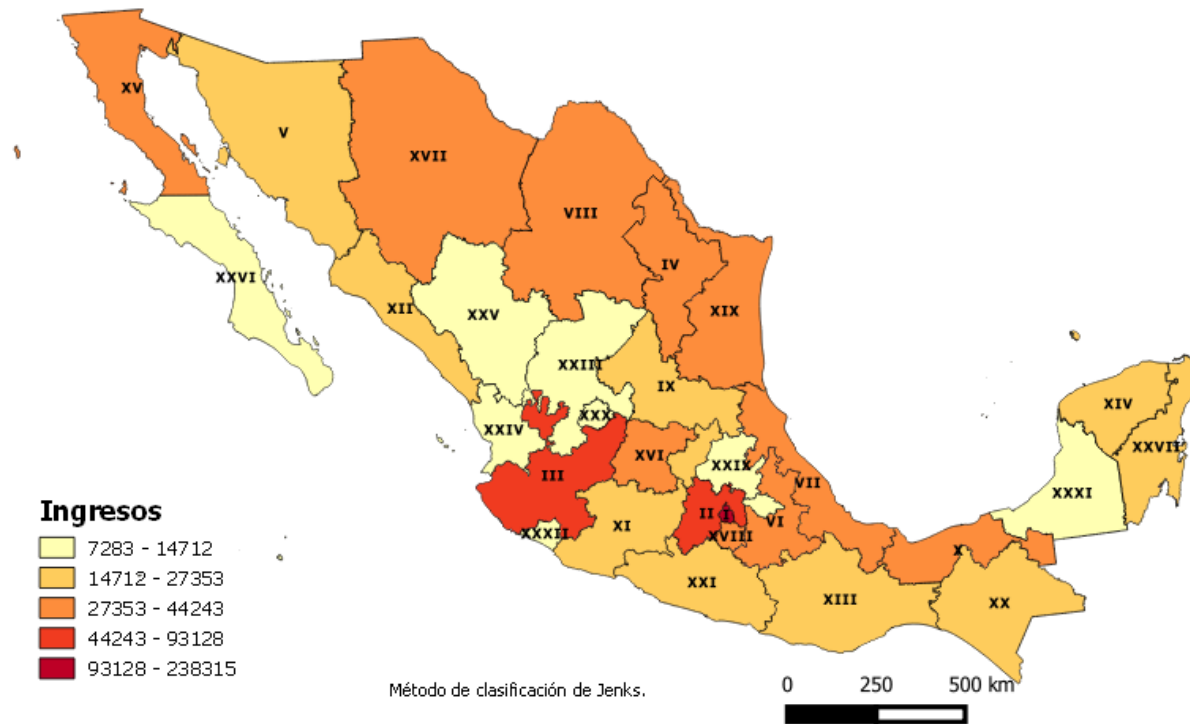 XV
V
XVII
VIII
IV
XXVI
XII
XIX
XXV
XXIII
IX
XXX
XXIV
XIV
XVI
XXIX
XXVII
III
VII
XXXI
II
I
VI
XXXII
XI
XVIII
X
XXI
XIII
XX
Ingresos
7283 - 14712
14712 - 27353
27353 - 44243
44243 - 93128
93128 - 238315
Método de clasificación de Jenks.
0 250 500 km